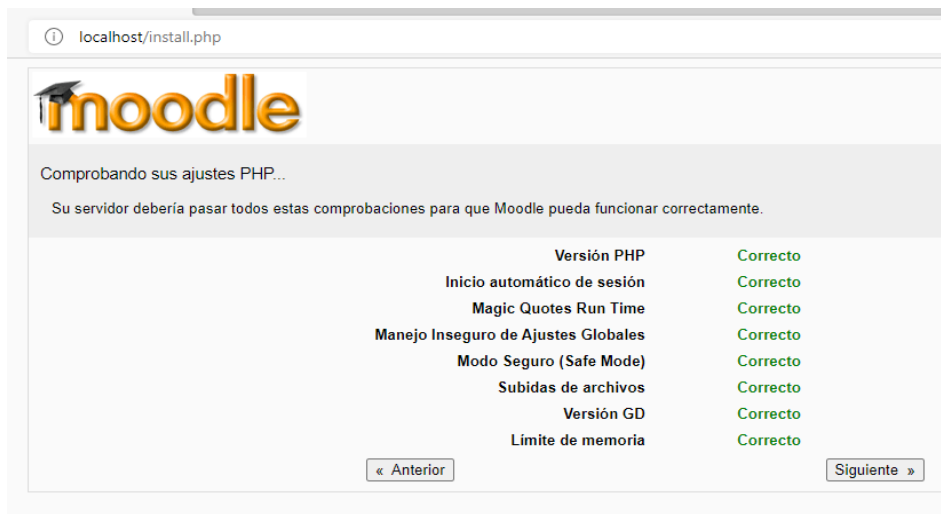 localhost/install.php
moodle
Comprobando sus ajustes PHP...
Su servidor debería pasar todos estas comprobaciones para que Moodle pueda funcionar correctamente.
Versión PHP Correcto
Inicio automático de sesión Correcto
Magic Quotes Run Time Correcto
Manejo Inseguro de Ajustes Globales Correcto
Modo Seguro (Safe Mode) Correcto
Subidas de archivos Correcto
Versión GD Correcto
Límite de memoria Correcto
« Anterior Siguiente »